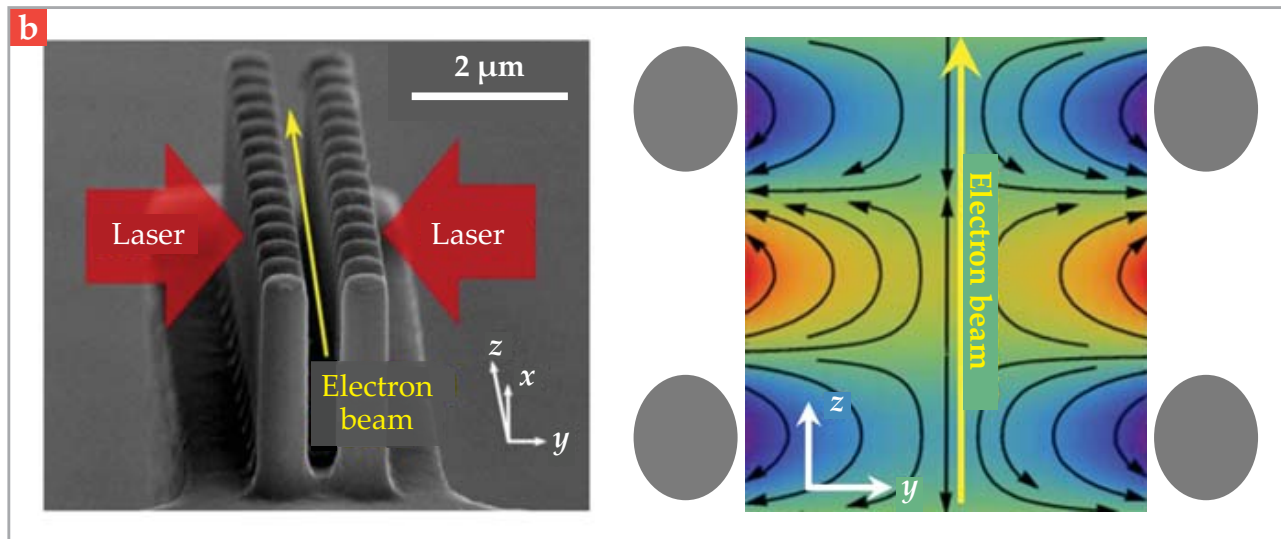 b
2 μm
Laser
Laser
Electron
beam
z
x
y
Electron beam
z
y